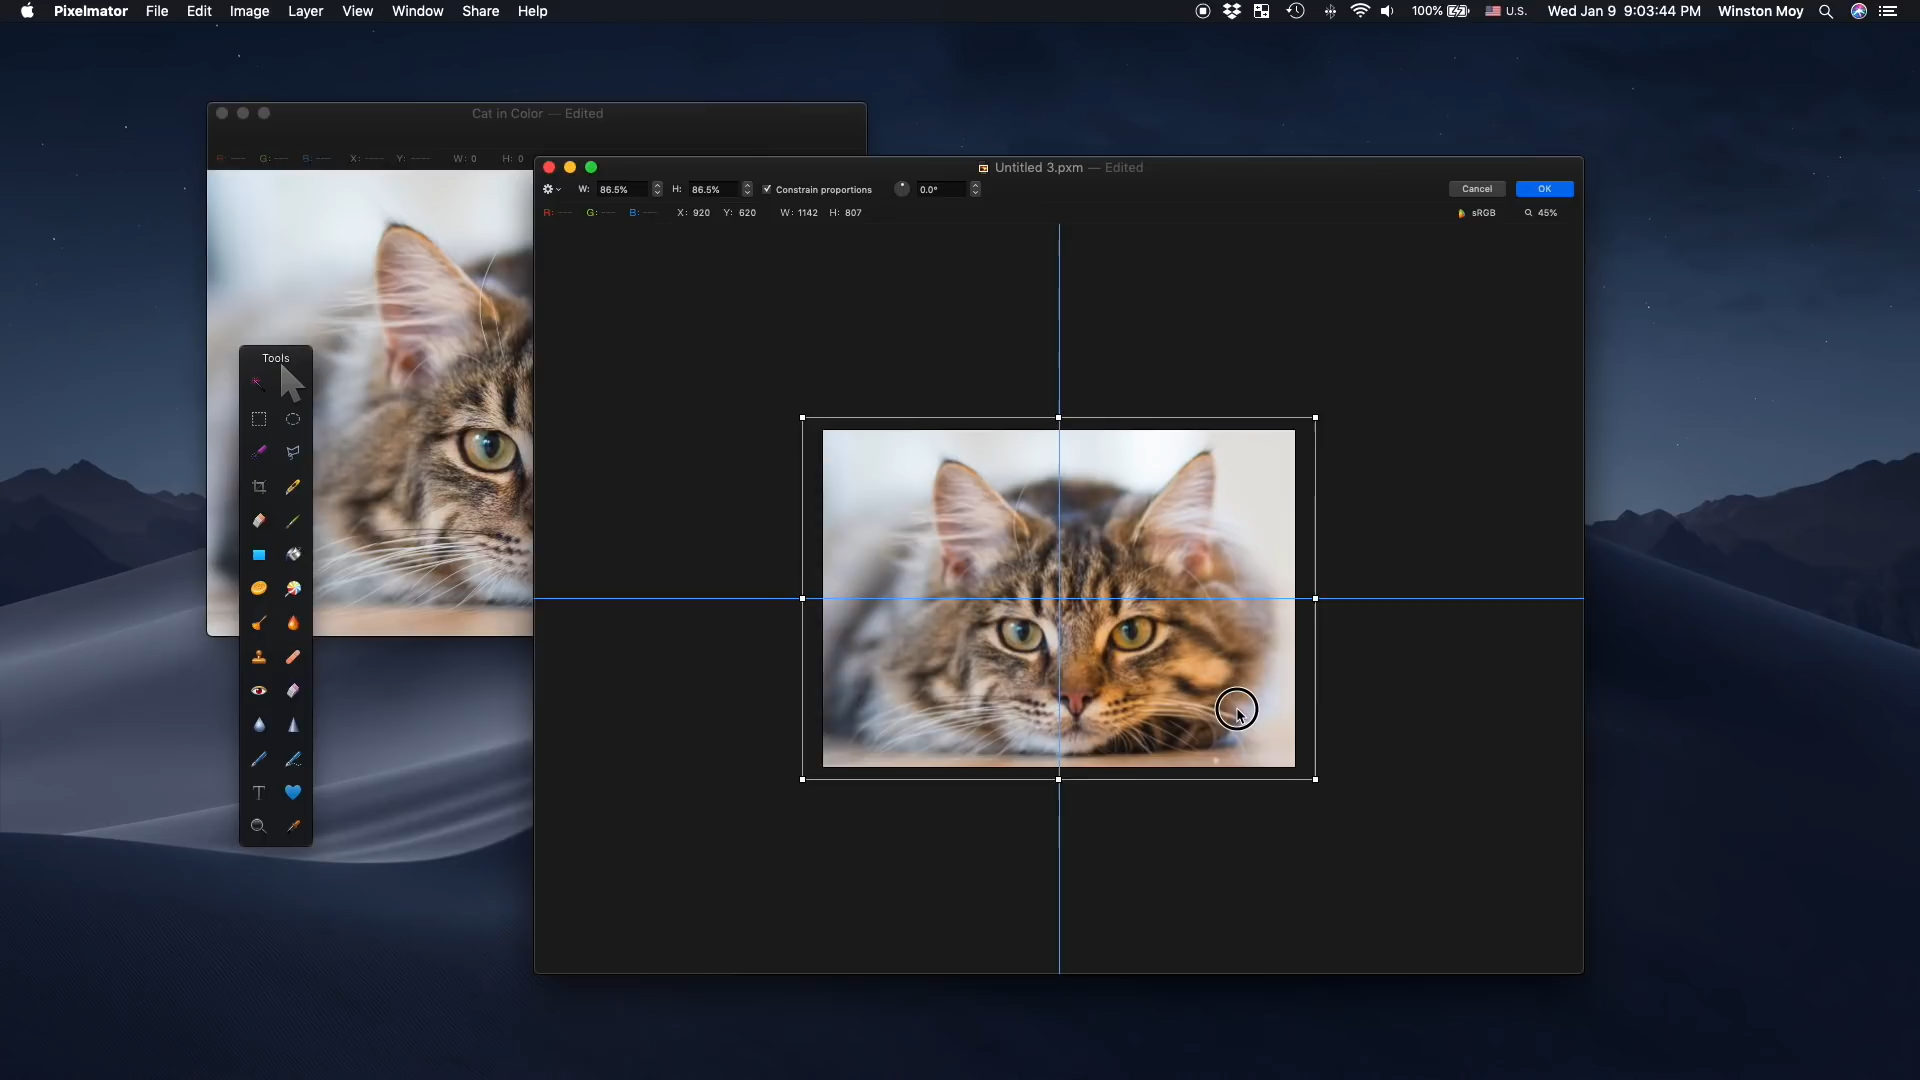 Pixelmator File Edit Image Layer View Window Share Help 100% U.S. Wed Jan 9 9:03:44 PM Winston Moy
Cat in Color — Edited
R: --- G: --- B: --- X: ---- Y: ---- W: 0 H: 0
Tools
T
Untitled 3.pxm — Edited
W: 86.5% H: 86.5% Constrain proportions 0.0° Cancel OK
R: --- G: --- B: --- X: 920 Y: 620 W: 1142 H: 807 sRGB 45%